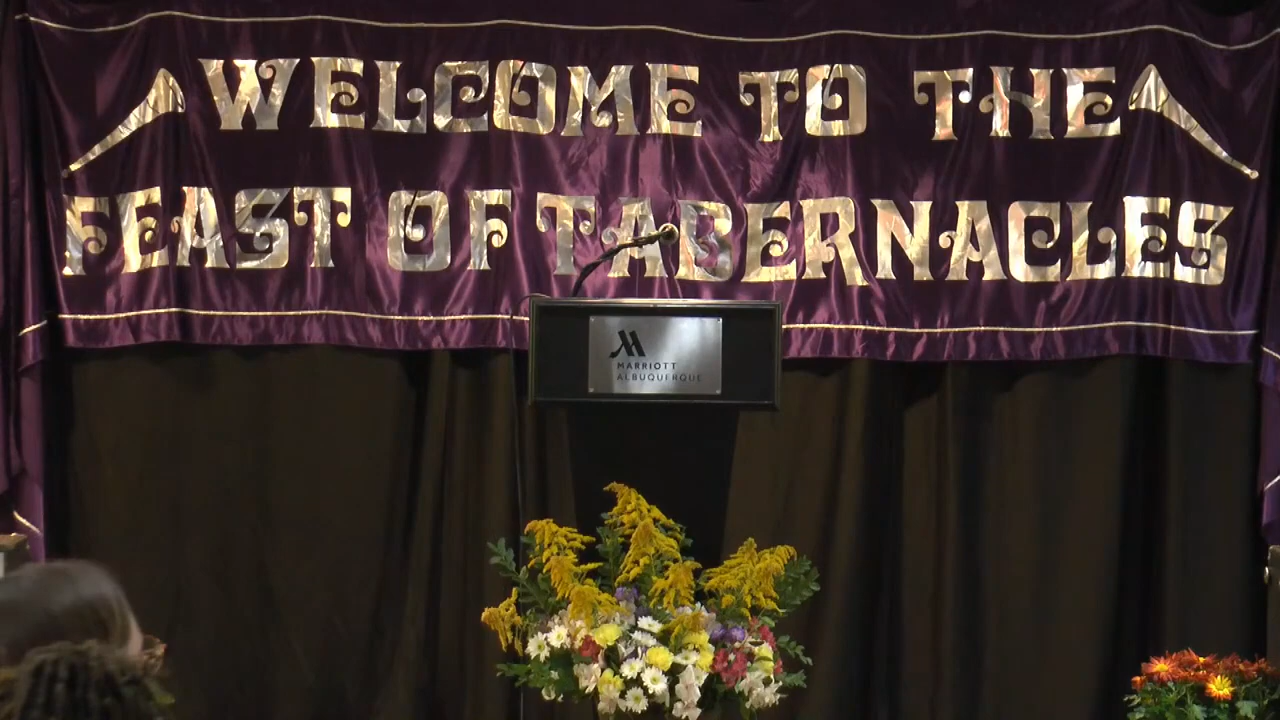 WELCOME TO THE
FEAST OF TABERNACLES
MARRIOTT
ALBUQUERQUE